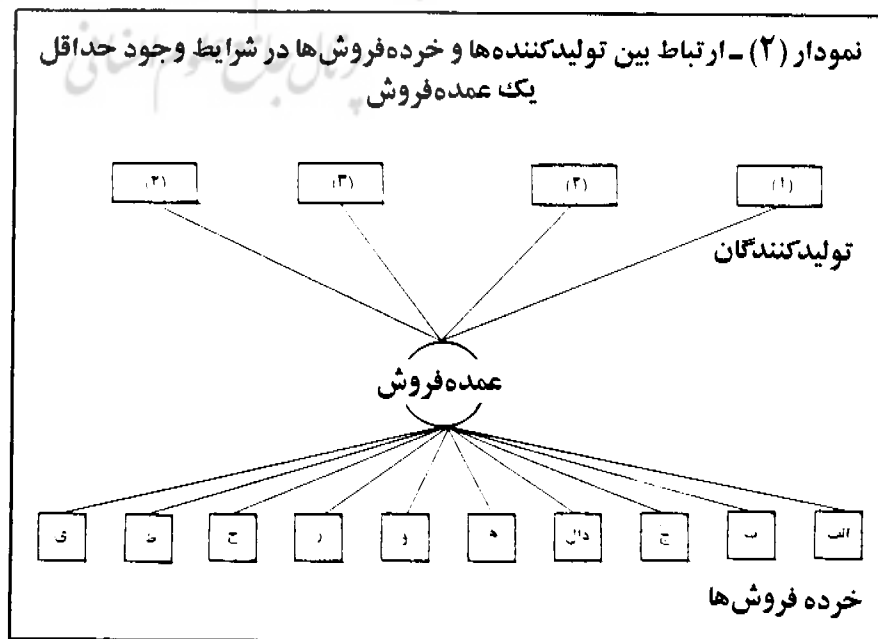 نمودار (۲) ـ ارتباط بین تولیدکننده‌ها و خرده‌فروش‌ها در شرایط وجود حداقل
یک عمده‌فروش
(۱) (۲) (۳)
تولیدکنندگان
عمده‌فروش
الف ب ج دال ه و ز ح ط ی
خرده فروش‌ها